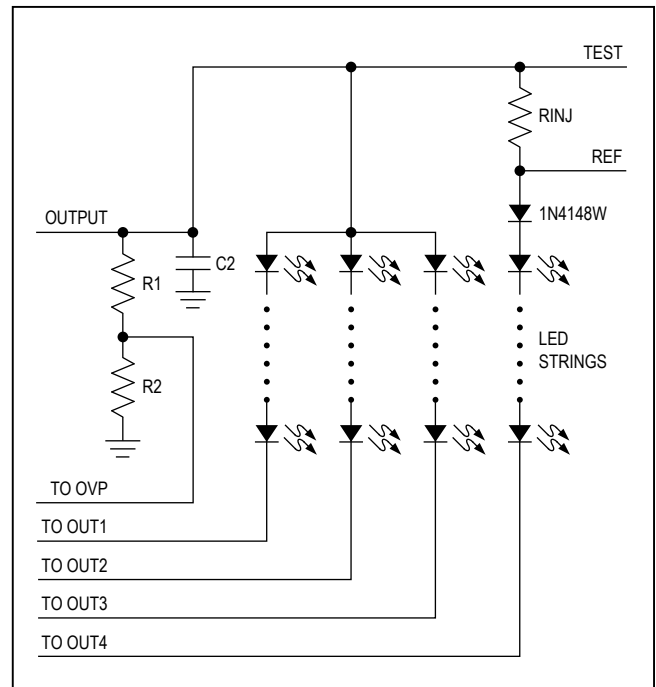 TEST
RINJ
REF
1N4148W
OUTPUT
C2
R1
R2
LED
STRINGS
TO OVP
TO OUT1
TO OUT2
TO OUT3
TO OUT4